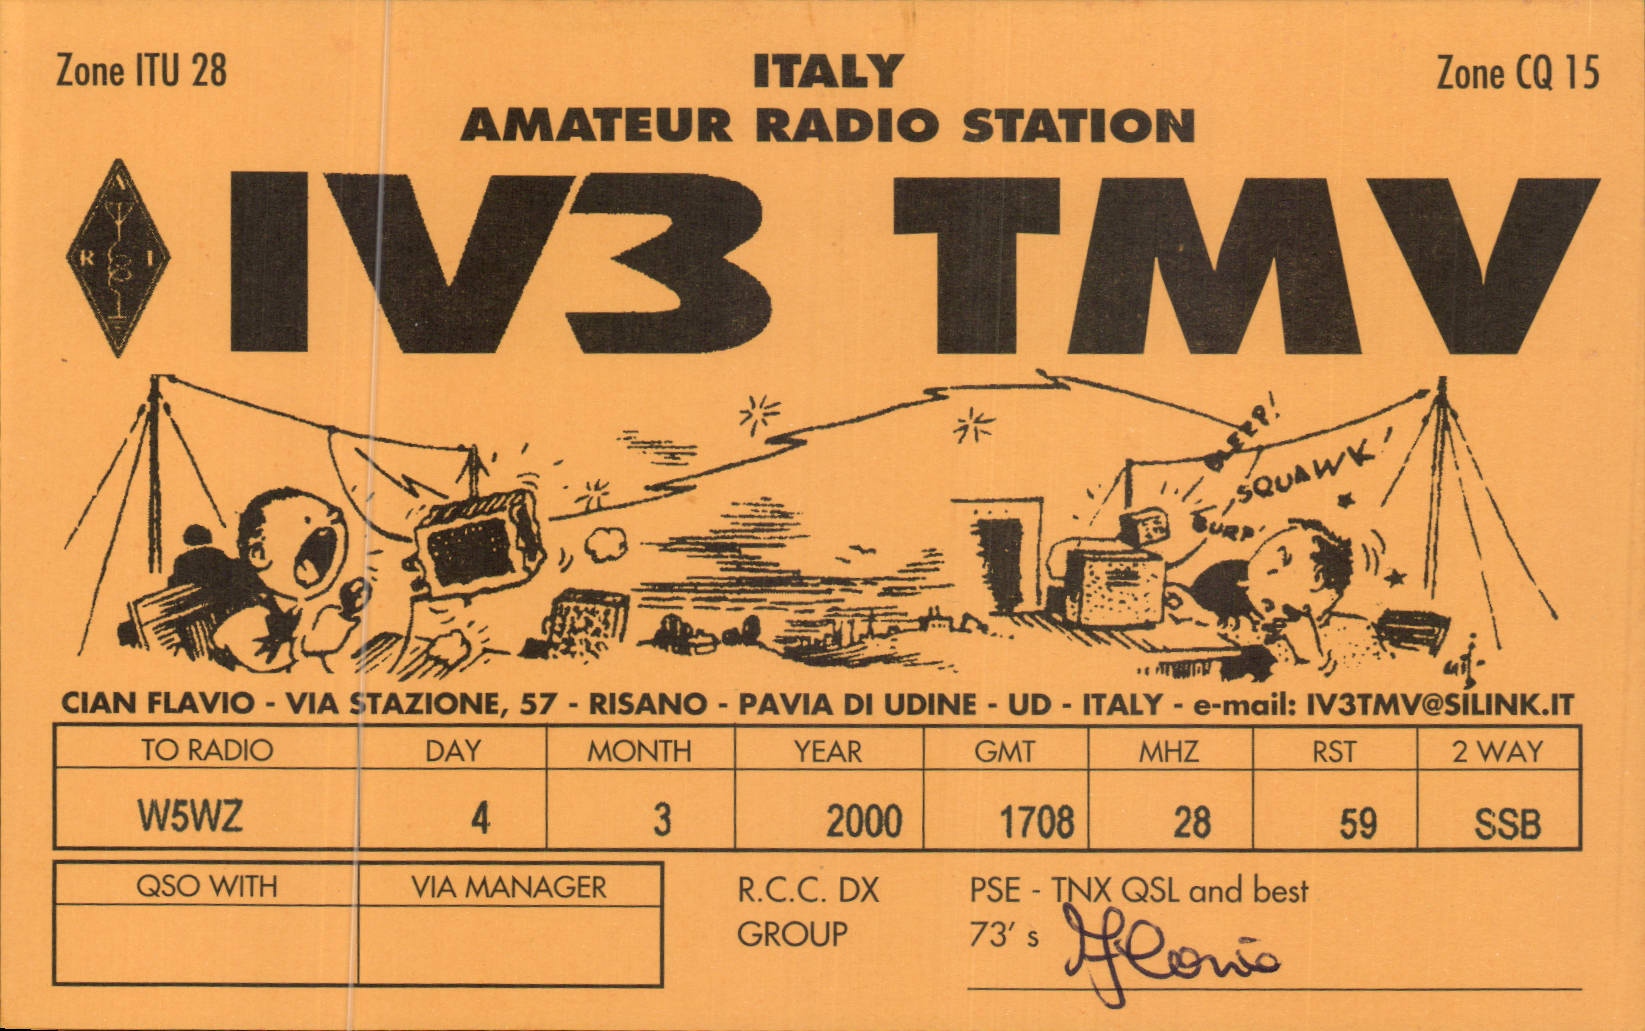 Zone ITU 28
ITALY
Zone CQ 15
AMATEUR RADIO STATION
IV3 TMV
A
R I
BLEEP!
SQUAWK!
BURP!
CIAN FLAVIO - VIA STAZIONE, 57 - RISANO - PAVIA DI UDINE - UD - ITALY - e-mail: IV3TMV@SILINK.IT
TO RADIO DAY MONTH YEAR GMT MHZ RST 2 WAY
W5WZ 4 3 2000 1708 28 59 SSB
QSO WITH VIA MANAGER
R.C.C. DX
GROUP
PSE - TNX QSL and best
73' s Flavio